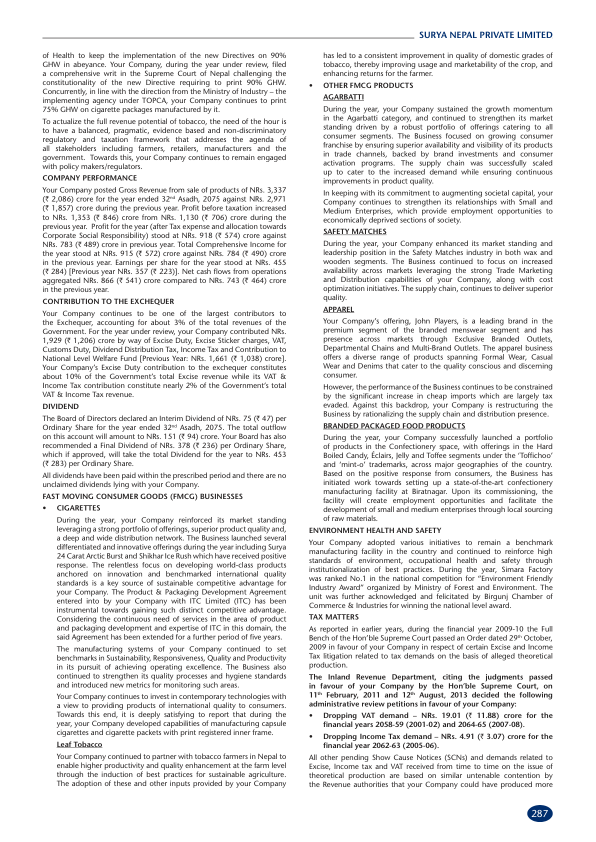 SURYA NEPAL PRIVATE LIMITED
of Health to keep the implementation of the new Directives on 90%
GHW in abeyance. Your Company, during the year under review, filed
a comprehensive writ in the Supreme Court of Nepal challenging the
constitutionality of the new Directive requiring to print 90% GHW.
Concurrently, in line with the direction from the Ministry of Industry – the
implementing agency under TOPCA, your Company continues to print
75% GHW on cigarette packages manufactured by it.
To actualize the full revenue potential of tobacco, the need of the hour is
to have a balanced, pragmatic, evidence based and non-discriminatory
regulatory and taxation framework that addresses the agenda of
all stakeholders including farmers, retailers, manufacturers and the
government. Towards this, your Company continues to remain engaged
with policy makers/regulators.
COMPANY PERFORMANCE
Your Company posted Gross Revenue from sale of products of NRs. 3,337
(₹ 2,086) crore for the year ended 32nd Asadh, 2075 against NRs. 2,971
(₹ 1,857) crore during the previous year. Profit before taxation increased
to NRs. 1,353 (₹ 846) crore from NRs. 1,130 (₹ 706) crore during the
previous year. Profit for the year (after Tax expense and allocation towards
Corporate Social Responsibility) stood at NRs. 918 (₹ 574) crore against
NRs. 783 (₹ 489) crore in previous year. Total Comprehensive Income for
the year stood at NRs. 915 (₹ 572) crore against NRs. 784 (₹ 490) crore
in the previous year. Earnings per share for the year stood at NRs. 455
(₹ 284) [Previous year NRs. 357 (₹ 223)]. Net cash flows from operations
aggregated NRs. 866 (₹ 541) crore compared to NRs. 743 (₹ 464) crore
in the previous year.
CONTRIBUTION TO THE EXCHEQUER
Your Company continues to be one of the largest contributors to
the Exchequer, accounting for about 3% of the total revenues of the
Government. For the year under review, your Company contributed NRs.
1,929 (₹ 1,206) crore by way of Excise Duty, Excise Sticker charges, VAT,
Customs Duty, Dividend Distribution Tax, Income Tax and Contribution to
National Level Welfare Fund [Previous Year: NRs. 1,661 (₹ 1,038) crore].
Your Company's Excise Duty contribution to the exchequer constitutes
about 10% of the Government's total Excise revenue while its VAT &
Income Tax contribution constitute nearly 2% of the Government's total
VAT & Income Tax revenue.
DIVIDEND
The Board of Directors declared an Interim Dividend of NRs. 75 (₹ 47) per
Ordinary Share for the year ended 32nd Asadh, 2075. The total outflow
on this account will amount to NRs. 151 (₹ 94) crore. Your Board has also
recommended a Final Dividend of NRs. 378 (₹ 236) per Ordinary Share,
which if approved, will take the total Dividend for the year to NRs. 453
(₹ 283) per Ordinary Share.
All dividends have been paid within the prescribed period and there are no
unclaimed dividends lying with your Company.
FAST MOVING CONSUMER GOODS (FMCG) BUSINESSES
• CIGARETTES
During the year, your Company reinforced its market standing
leveraging a strong portfolio of offerings, superior product quality and,
a deep and wide distribution network. The Business launched several
differentiated and innovative offerings during the year including Surya
24 Carat Arctic Burst and Shikhar Ice Rush which have received positive
response. The relentless focus on developing world-class products
anchored on innovation and benchmarked international quality
standards is a key source of sustainable competitive advantage for
your Company. The Product & Packaging Development Agreement
entered into by your Company with ITC Limited (ITC) has been
instrumental towards gaining such distinct competitive advantage.
Considering the continuous need of services in the area of product
and packaging development and expertise of ITC in this domain, the
said Agreement has been extended for a further period of five years.
The manufacturing systems of your Company continued to set
benchmarks in Sustainability, Responsiveness, Quality and Productivity
in its pursuit of achieving operating excellence. The Business also
continued to strengthen its quality processes and hygiene standards
and introduced new metrics for monitoring such areas.
Your Company continues to invest in contemporary technologies with
a view to providing products of international quality to consumers.
Towards this end, it is deeply satisfying to report that during the
year, your Company developed capabilities of manufacturing capsule
cigarettes and cigarette packets with print registered inner frame.
Leaf Tobacco
Your Company continued to partner with tobacco farmers in Nepal to
enable higher productivity and quality enhancement at the farm level
through the induction of best practices for sustainable agriculture.
The adoption of these and other inputs provided by your Company
has led to a consistent improvement in quality of domestic grades of
tobacco, thereby improving usage and marketability of the crop, and
enhancing returns for the farmer.
• OTHER FMCG PRODUCTS
AGARBATTI
During the year, your Company sustained the growth momentum
in the Agarbatti category, and continued to strengthen its market
standing driven by a robust portfolio of offerings catering to all
consumer segments. The Business focused on growing consumer
franchise by ensuring superior availability and visibility of its products
in trade channels, backed by brand investments and consumer
activation programs. The supply chain was successfully scaled
up to cater to the increased demand while ensuring continuous
improvements in product quality.
In keeping with its commitment to augmenting societal capital, your
Company continues to strengthen its relationships with Small and
Medium Enterprises, which provide employment opportunities to
economically deprived sections of society.
SAFETY MATCHES
During the year, your Company enhanced its market standing and
leadership position in the Safety Matches industry in both wax and
wooden segments. The Business continued to focus on increased
availability across markets leveraging the strong Trade Marketing
and Distribution capabilities of your Company, along with cost
optimization initiatives. The supply chain, continues to deliver superior
quality.
APPAREL
Your Company's offering, John Players, is a leading brand in the
premium segment of the branded menswear segment and has
presence across markets through Exclusive Branded Outlets,
Departmental Chains and Multi-Brand Outlets. The apparel business
offers a diverse range of products spanning Formal Wear, Casual
Wear and Denims that cater to the quality conscious and discerning
consumer.
However, the performance of the Business continues to be constrained
by the significant increase in cheap imports which are largely tax
evaded. Against this backdrop, your Company is restructuring the
Business by rationalizing the supply chain and distribution presence.
BRANDED PACKAGED FOOD PRODUCTS
During the year, your Company successfully launched a portfolio
of products in the Confectionery space, with offerings in the Hard
Boiled Candy, Éclairs, Jelly and Toffee segments under the 'Tofichoo'
and 'mint-o' trademarks, across major geographies of the country.
Based on the positive response from consumers, the Business has
initiated work towards setting up a state-of-the-art confectionery
manufacturing facility at Biratnagar. Upon its commissioning, the
facility will create employment opportunities and facilitate the
development of small and medium enterprises through local sourcing
of raw materials.
ENVIRONMENT HEALTH AND SAFETY
Your Company adopted various initiatives to remain a benchmark
manufacturing facility in the country and continued to reinforce high
standards of environment, occupational health and safety through
institutionalization of best practices. During the year, Simara Factory
was ranked No.1 in the national competition for "Environment Friendly
Industry Award" organized by Ministry of Forest and Environment. The
unit was further acknowledged and felicitated by Birgunj Chamber of
Commerce & Industries for winning the national level award.
TAX MATTERS
As reported in earlier years, during the financial year 2009-10 the Full
Bench of the Hon'ble Supreme Court passed an Order dated 29th October,
2009 in favour of your Company in respect of certain Excise and Income
Tax litigation related to tax demands on the basis of alleged theoretical
production.
The Inland Revenue Department, citing the judgments passed
in favour of your Company by the Hon'ble Supreme Court, on
11th February, 2011 and 12th August, 2013 decided the following
administrative review petitions in favour of your Company:
• Dropping VAT demand – NRs. 19.01 (₹ 11.88) crore for the
financial years 2058-59 (2001-02) and 2064-65 (2007-08).
• Dropping Income Tax demand – NRs. 4.91 (₹ 3.07) crore for the
financial year 2062-63 (2005-06).
All other pending Show Cause Notices (SCNs) and demands related to
Excise, Income tax and VAT received from time to time on the issue of
theoretical production are based on similar untenable contention by
the Revenue authorities that your Company could have produced more
287